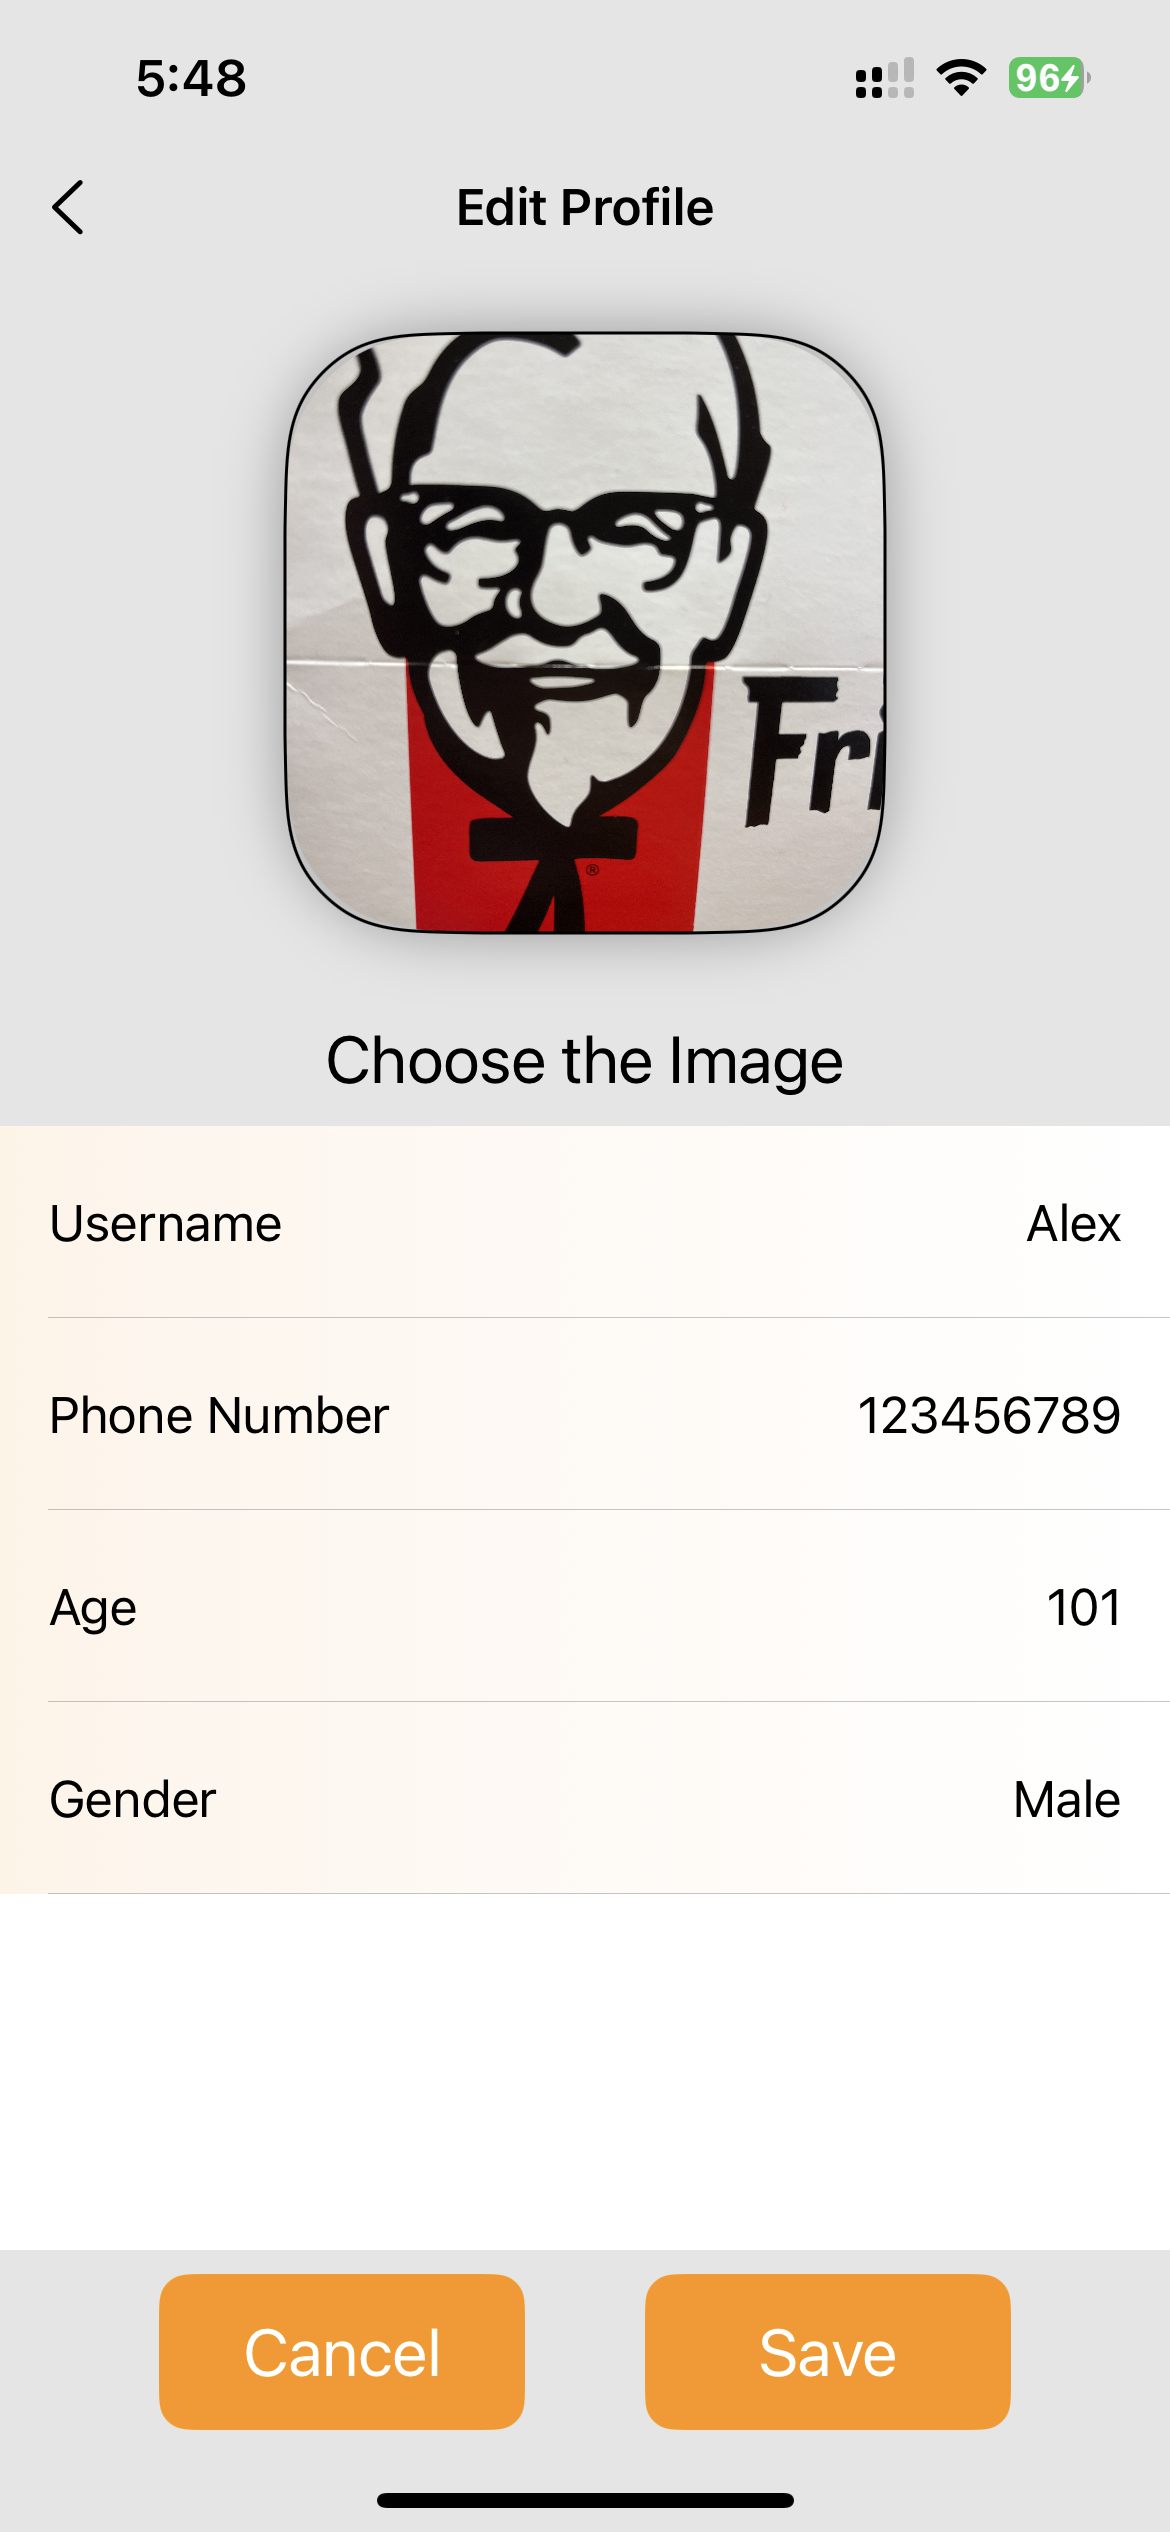 5:48
96
Edit Profile
Fri
®
Choose the Image
Username Alex
Phone Number 123456789
Age 101
Gender Male
Cancel Save